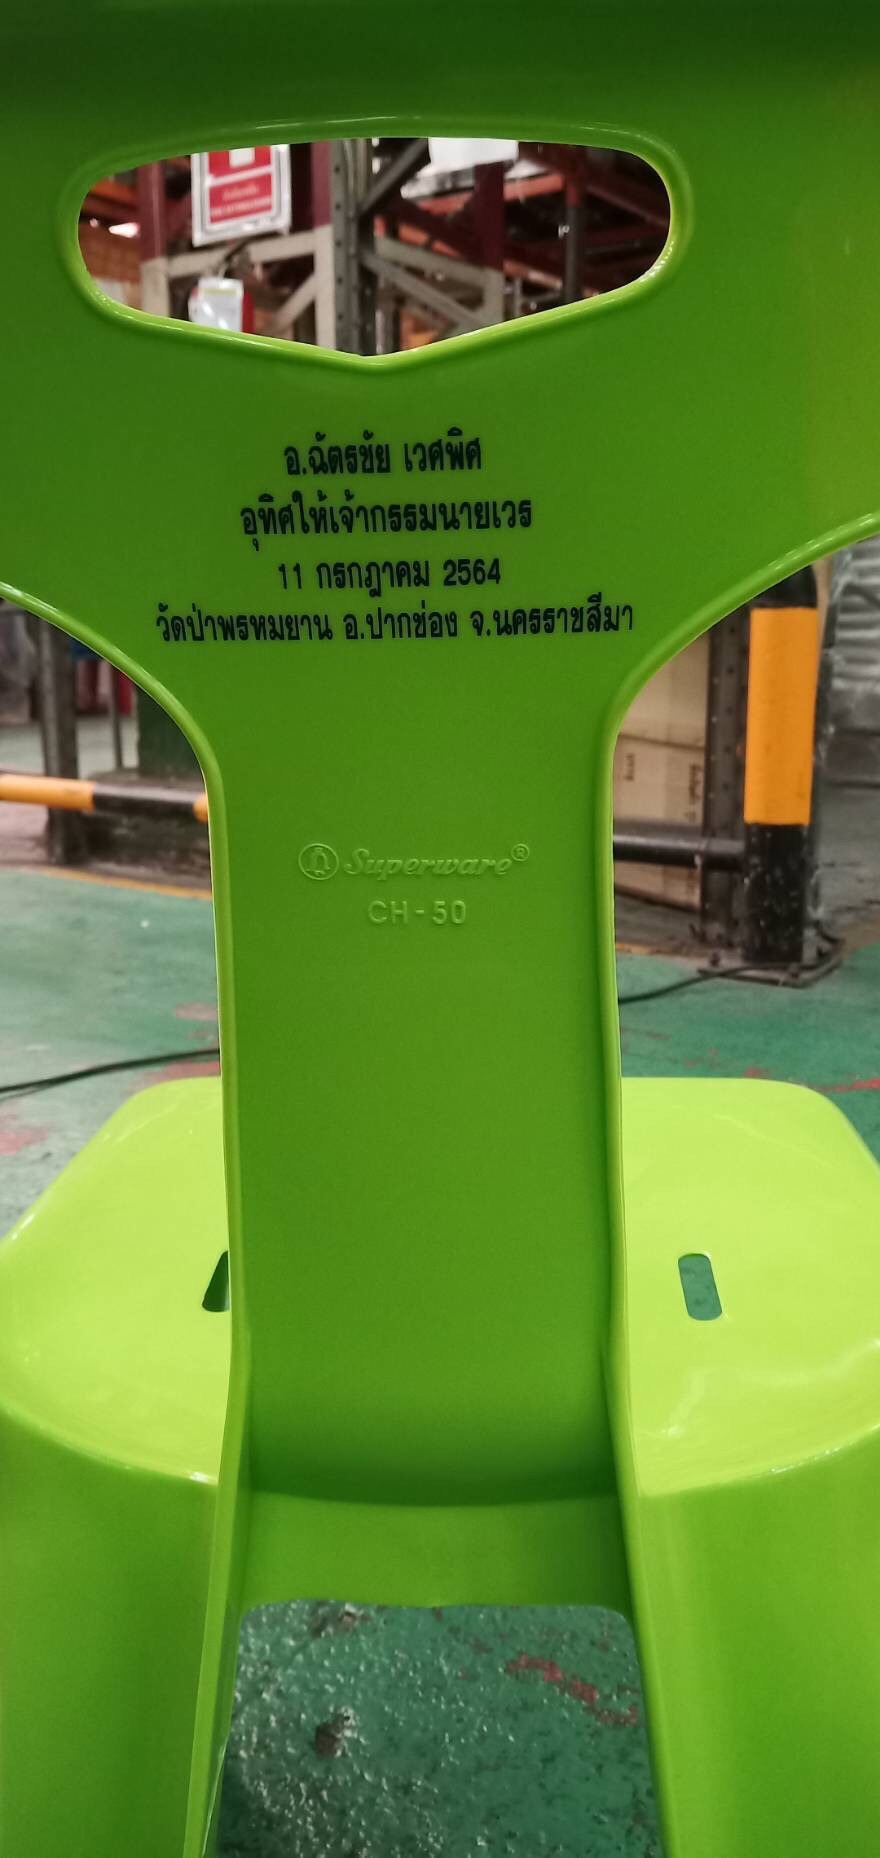 อ.ฉัตรชัย เวศพิศ
อุทิศให้เจ้ากรรมนายเวร
11 กรกฎาคม 2564
วัดป่าพรหมยาน อ.ปากช่อง จ.นครราชสีมา
Superware®
CH-50